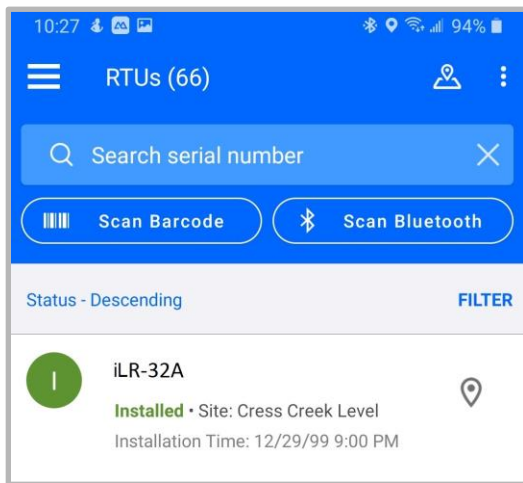 10:27 94%
RTUs (66)
Search serial number
Scan Barcode Scan Bluetooth
Status - Descending FILTER
I iLR-32A
Installed • Site: Cress Creek Level
Installation Time: 12/29/99 9:00 PM